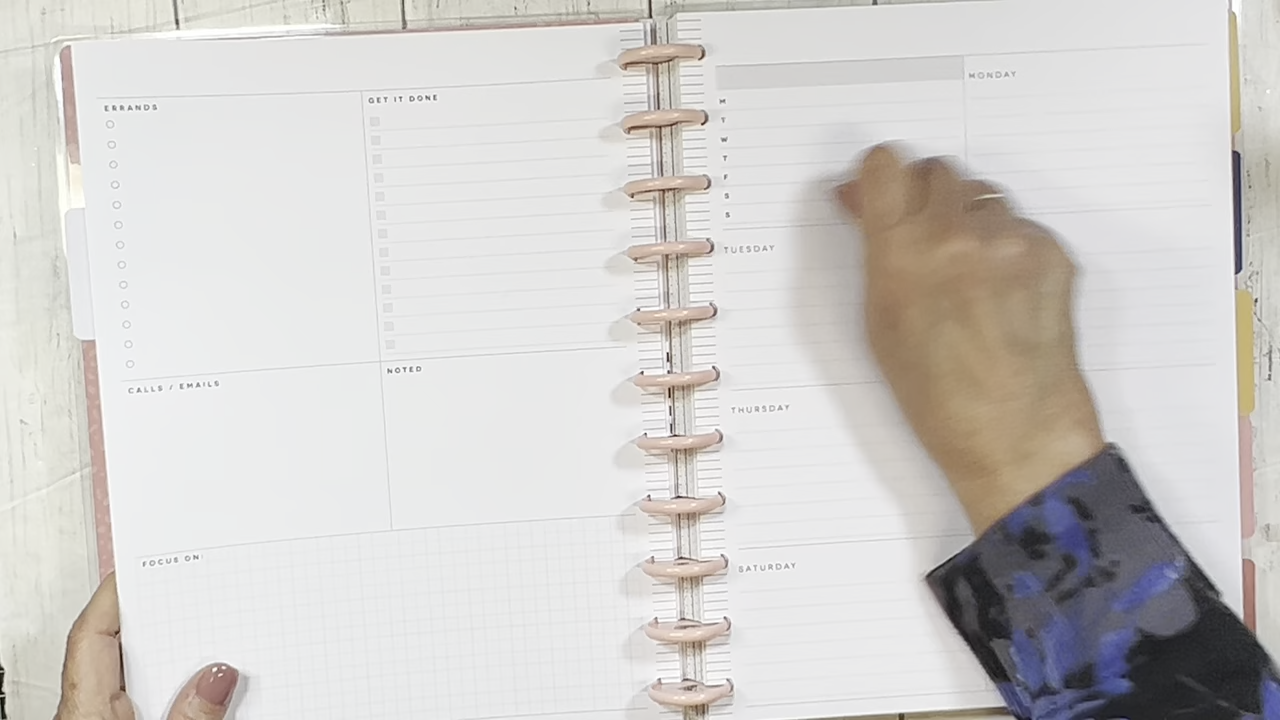 ERRANDS
GET IT DONE
CALLS / EMAILS
NOTED
FOCUS ON:
MONDAY
M
T
W
T
F
S
S
TUESDAY
THURSDAY
SATURDAY